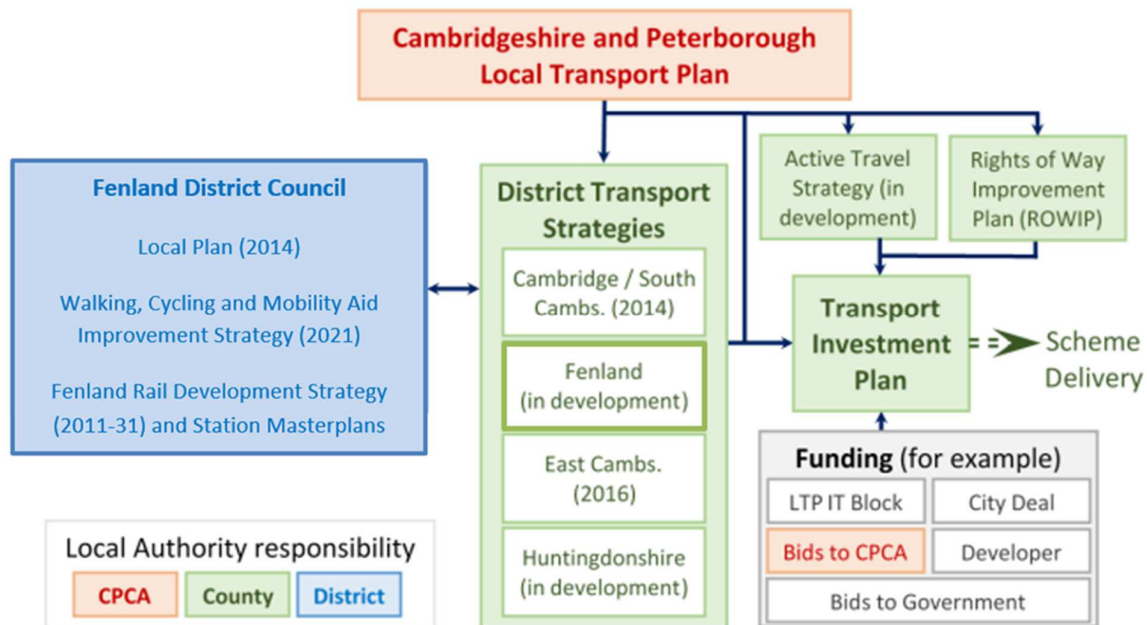 Cambridgeshire and Peterborough
Local Transport Plan
Fenland District Council
Local Plan (2014)
Walking, Cycling and Mobility Aid
Improvement Strategy (2021)
Fenland Rail Development Strategy
(2011-31) and Station Masterplans
District Transport
Strategies
Cambridge / South
Cambs. (2014)
Fenland
(in development)
East Cambs.
(2016)
Huntingdonshire
(in development)
Active Travel
Strategy (in
development)
Rights of Way
Improvement
Plan (ROWIP)
Transport
Investment
Plan
Scheme
Delivery
Funding (for example)
LTP IT Block
City Deal
Bids to CPCA
Developer
Bids to Government
Local Authority responsibility
CPCA
County
District